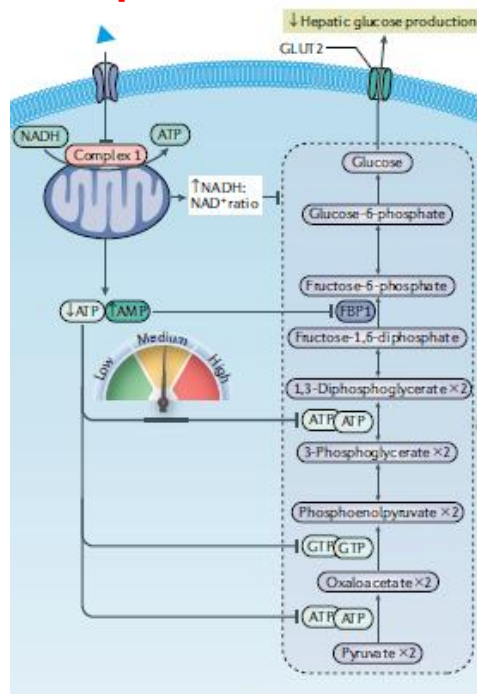 ↓Hepatic glucose production
GLUT2
NADH
ATP
Complex 1
↑NADH:
NAD⁺ ratio
Glucose
Glucose-6-phosphate
Fructose-6-phosphate
↓ATP ↑AMP
FBP1
Fructose-1,6-diphosphate
Low
Medium
High
1,3-Diphosphoglycerate ×2
ATP ATP
3-Phosphoglycerate ×2
Phosphoenolpyruvate ×2
GTP GTP
Oxaloacetate ×2
ATP ATP
Pyruvate ×2